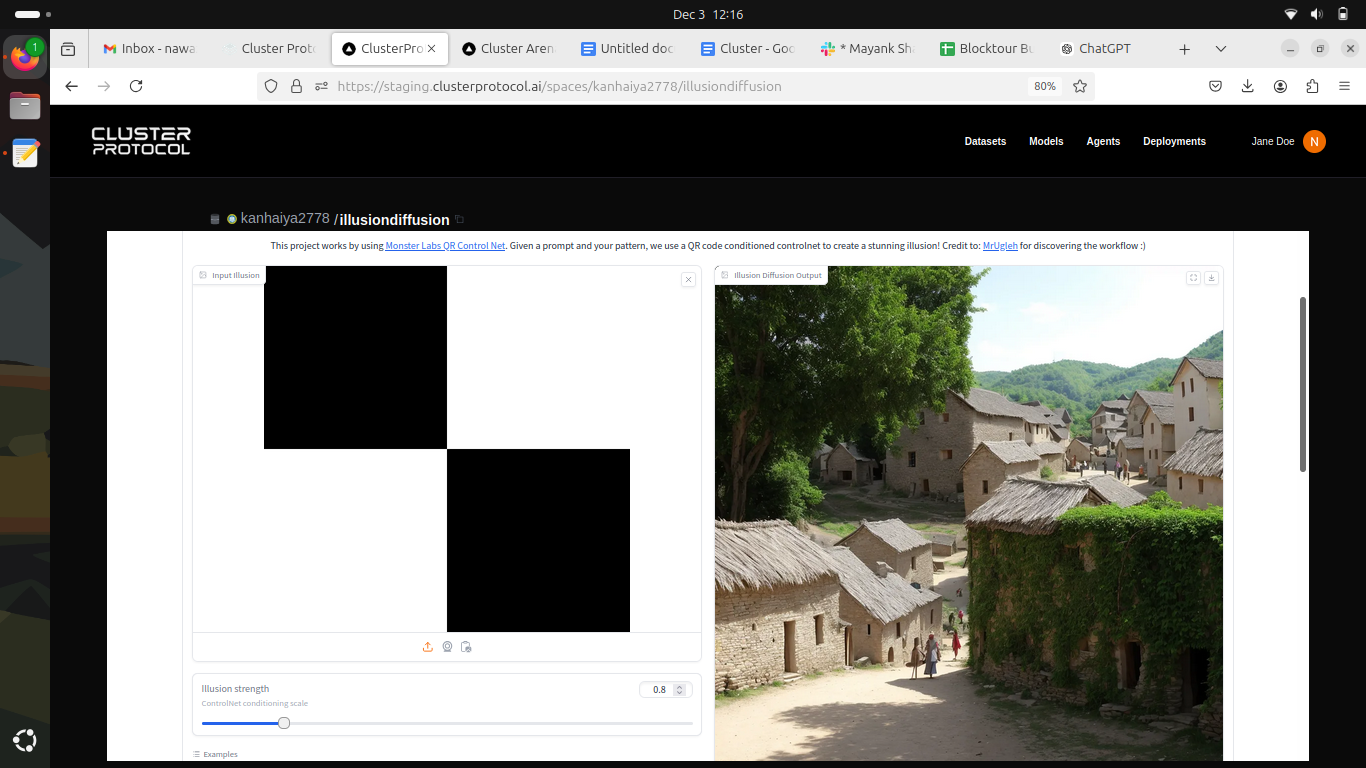 Dec 3 12:16
1
Inbox - nawa
Cluster Prot
ClusterPro
Cluster Aren
Untitled doc
Cluster - Goo
* Mayank Sha
Blocktour Bu
ChatGPT
https://staging.clusterprotocol.ai/spaces/kanhaiya2778/illusiondiffusion
80%
CLUSTER
PROTOCOL
Datasets
Models
Agents
Deployments
Jane Doe
N
kanhaiya2778 /illusiondiffusion
This project works by using Monster Labs QR Control Net. Given a prompt and your pattern, we use a QR code conditioned controlnet to create a stunning illusion! Credit to: MrUgleh for discovering the workflow :)
Input Illusion
Illusion Diffusion Output
Illusion strength
0.8
ControlNet conditioning scale
Examples